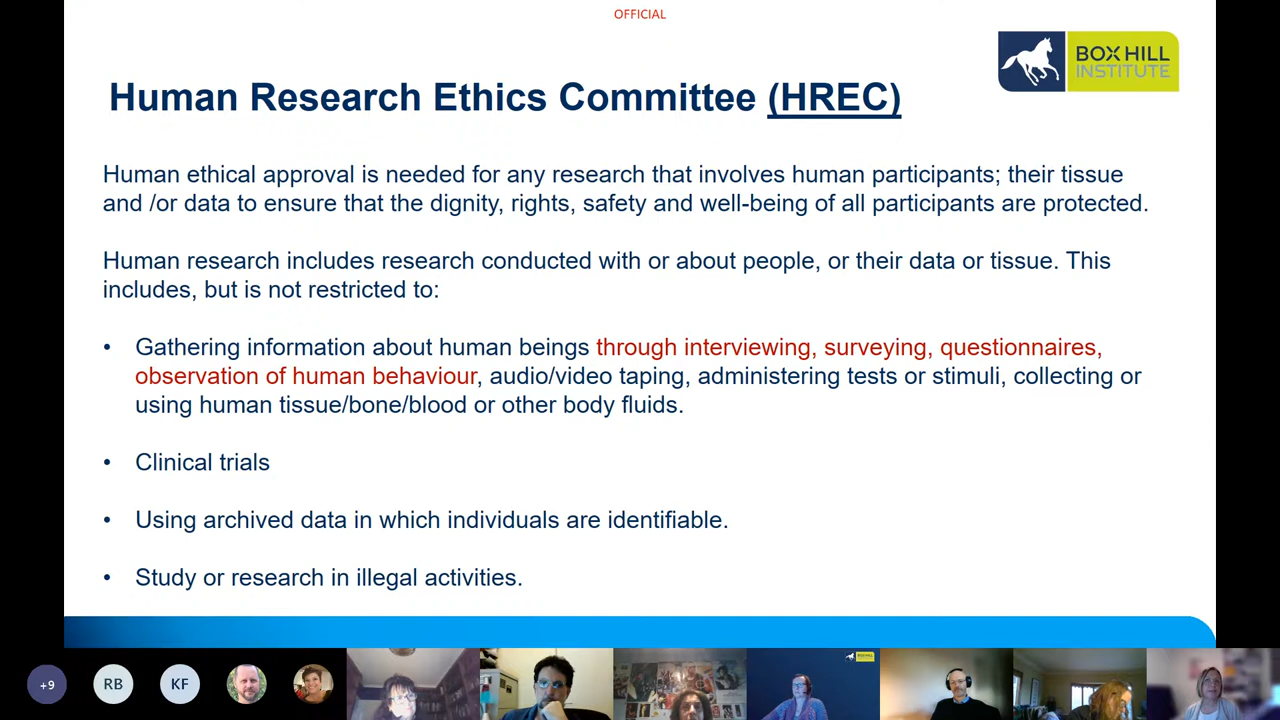 OFFICIAL
BOX HILL
INSTITUTE
Human Research Ethics Committee (HREC)
Human ethical approval is needed for any research that involves human participants; their tissue
and /or data to ensure that the dignity, rights, safety and well-being of all participants are protected.
Human research includes research conducted with or about people, or their data or tissue. This
includes, but is not restricted to:
• Gathering information about human beings through interviewing, surveying, questionnaires,
observation of human behaviour, audio/video taping, administering tests or stimuli, collecting or
using human tissue/bone/blood or other body fluids.
• Clinical trials
• Using archived data in which individuals are identifiable.
• Study or research in illegal activities.
+9
RB
KF
BOX HILL